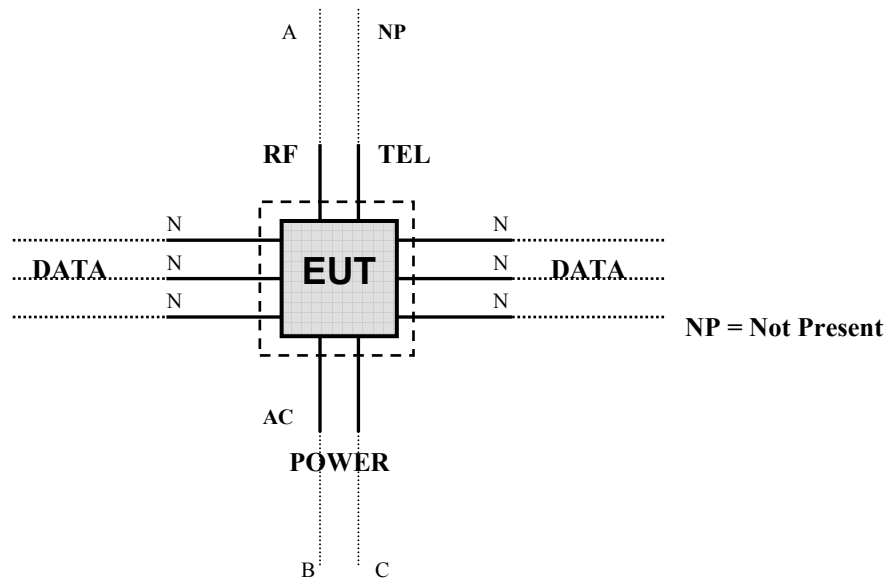 A NP
RF TEL
N N
DATA N EUT N DATA
N N
NP = Not Present
AC
POWER
B C